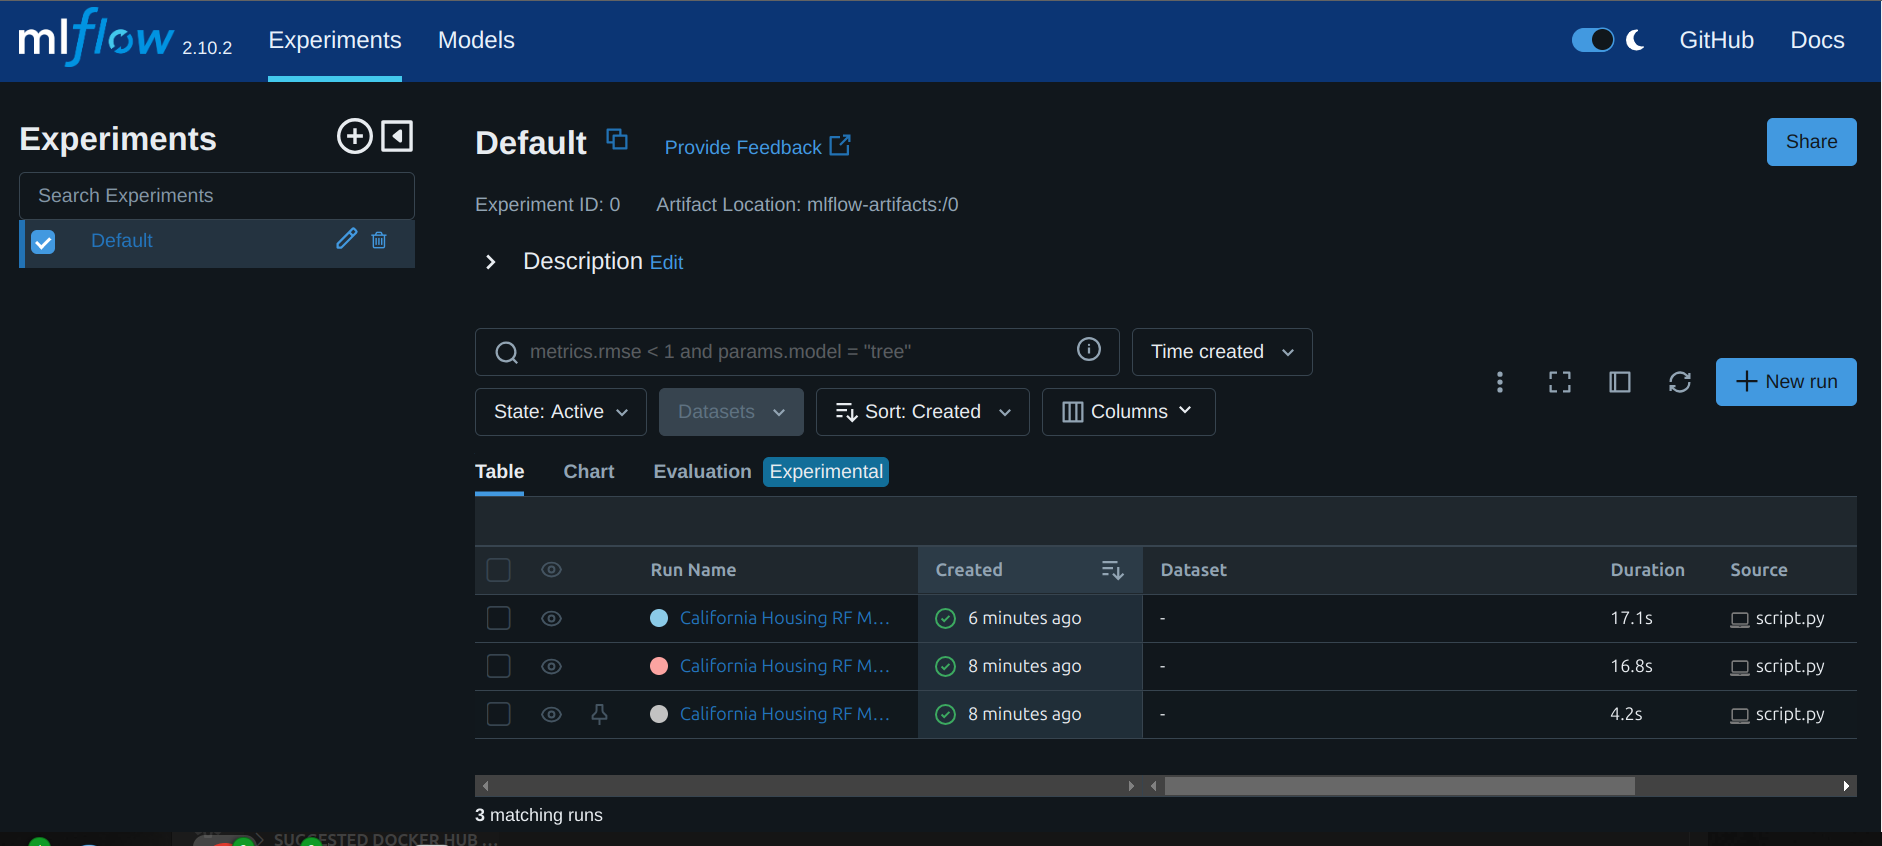 mlflow 2.10.2 Experiments Models GitHub Docs
Experiments
Search Experiments
Default
Default Provide Feedback Share
Experiment ID: 0 Artifact Location: mlflow-artifacts:/0
Description Edit
metrics.rmse < 1 and params.model = "tree" Time created
State: Active Datasets Sort: Created Columns New run
Table Chart Evaluation Experimental
Run Name Created Dataset Duration Source
California Housing RF M... 6 minutes ago - 17.1s script.py
California Housing RF M... 8 minutes ago - 16.8s script.py
California Housing RF M... 8 minutes ago - 4.2s script.py
3 matching runs
SUGGESTED DOCKER HUB ...